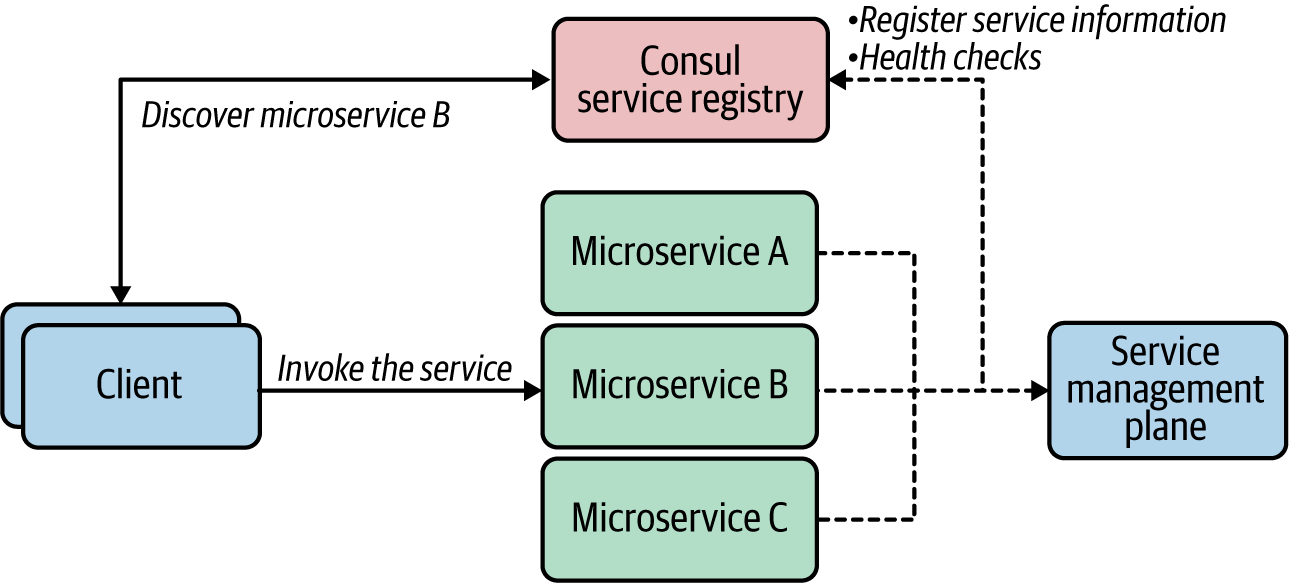 •Register service information
•Health checks
Consul
service registry
Discover microservice B
Microservice A
Client
Invoke the service
Microservice B
Service
management
plane
Microservice C